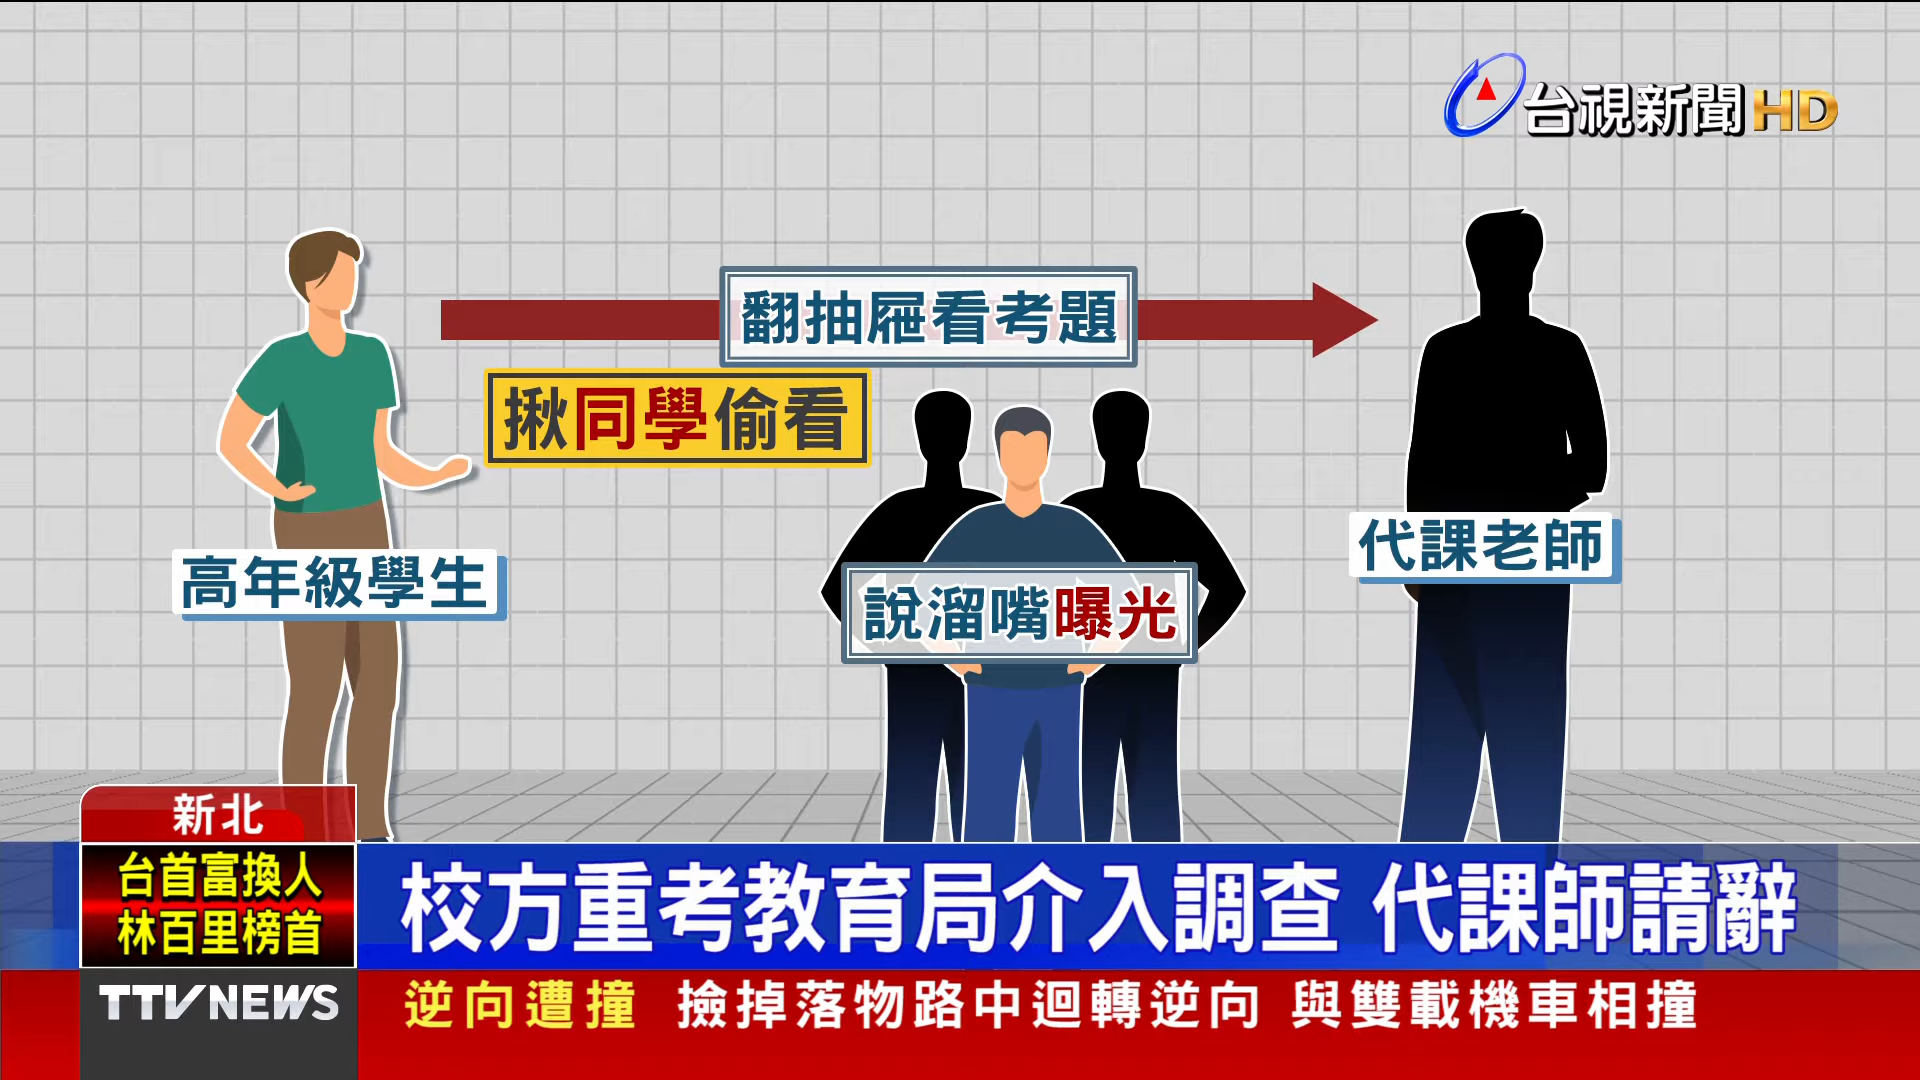 台視新聞HD
翻抽屜看考題
揪同學偷看
代課老師
高年級學生
說溜嘴曝光
新北
台首富換人
林百里榜首
校方重考教育局介入調查 代課師請辭
TTV NEWS
逆向遭撞 撿掉落物路中迴轉逆向 與雙載機車相撞